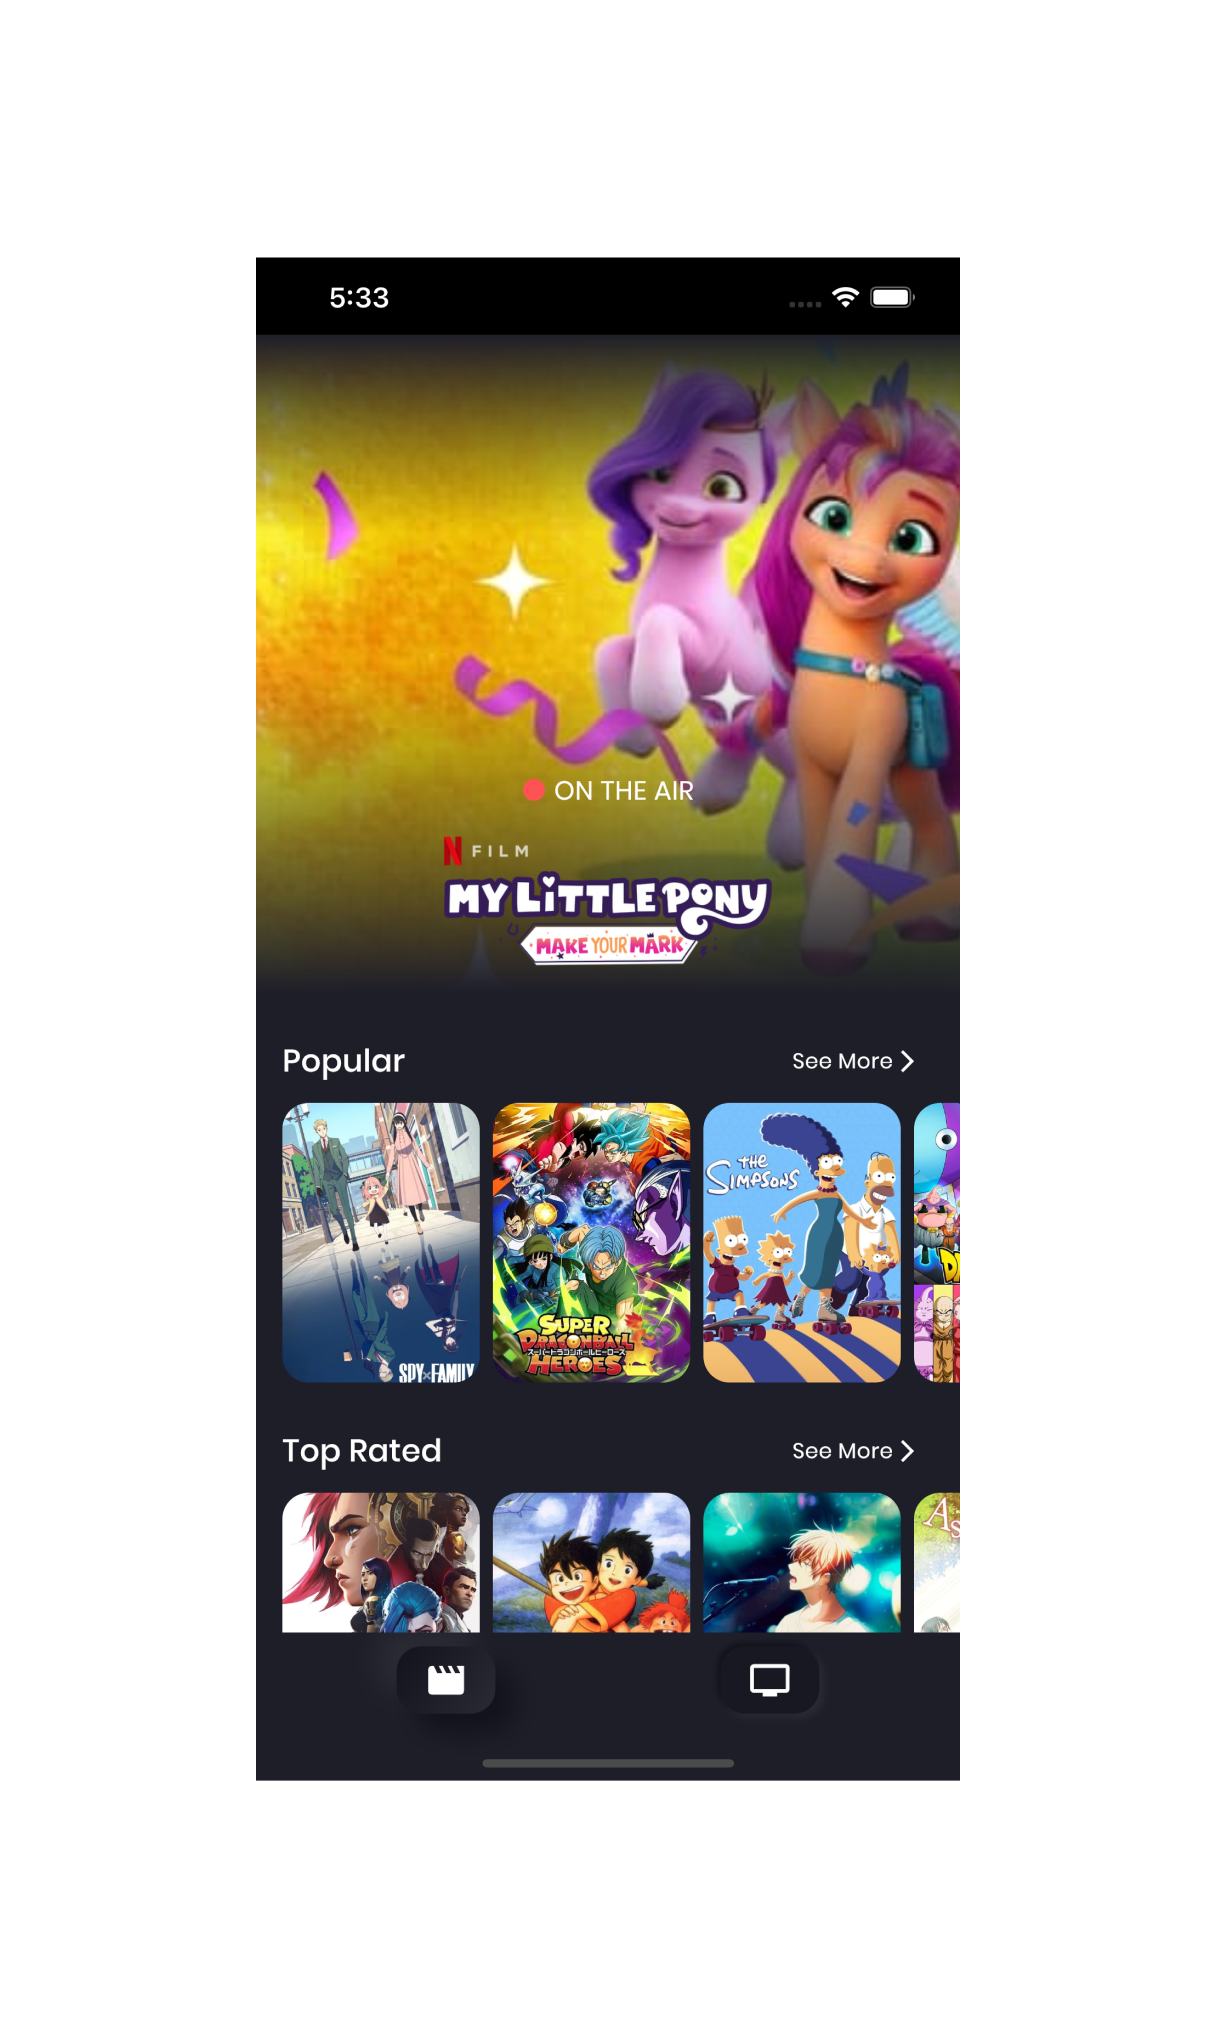 5:33
ON THE AIR
N FILM
MY LITTLE PONY
MAKE YOUR MARK
Popular
See More
SPY×FAMILY
SUPER
DRAGONBALL
スーパードラゴンボールヒーローズ
HEROES
THE
SIMPSONS
Top Rated
See More